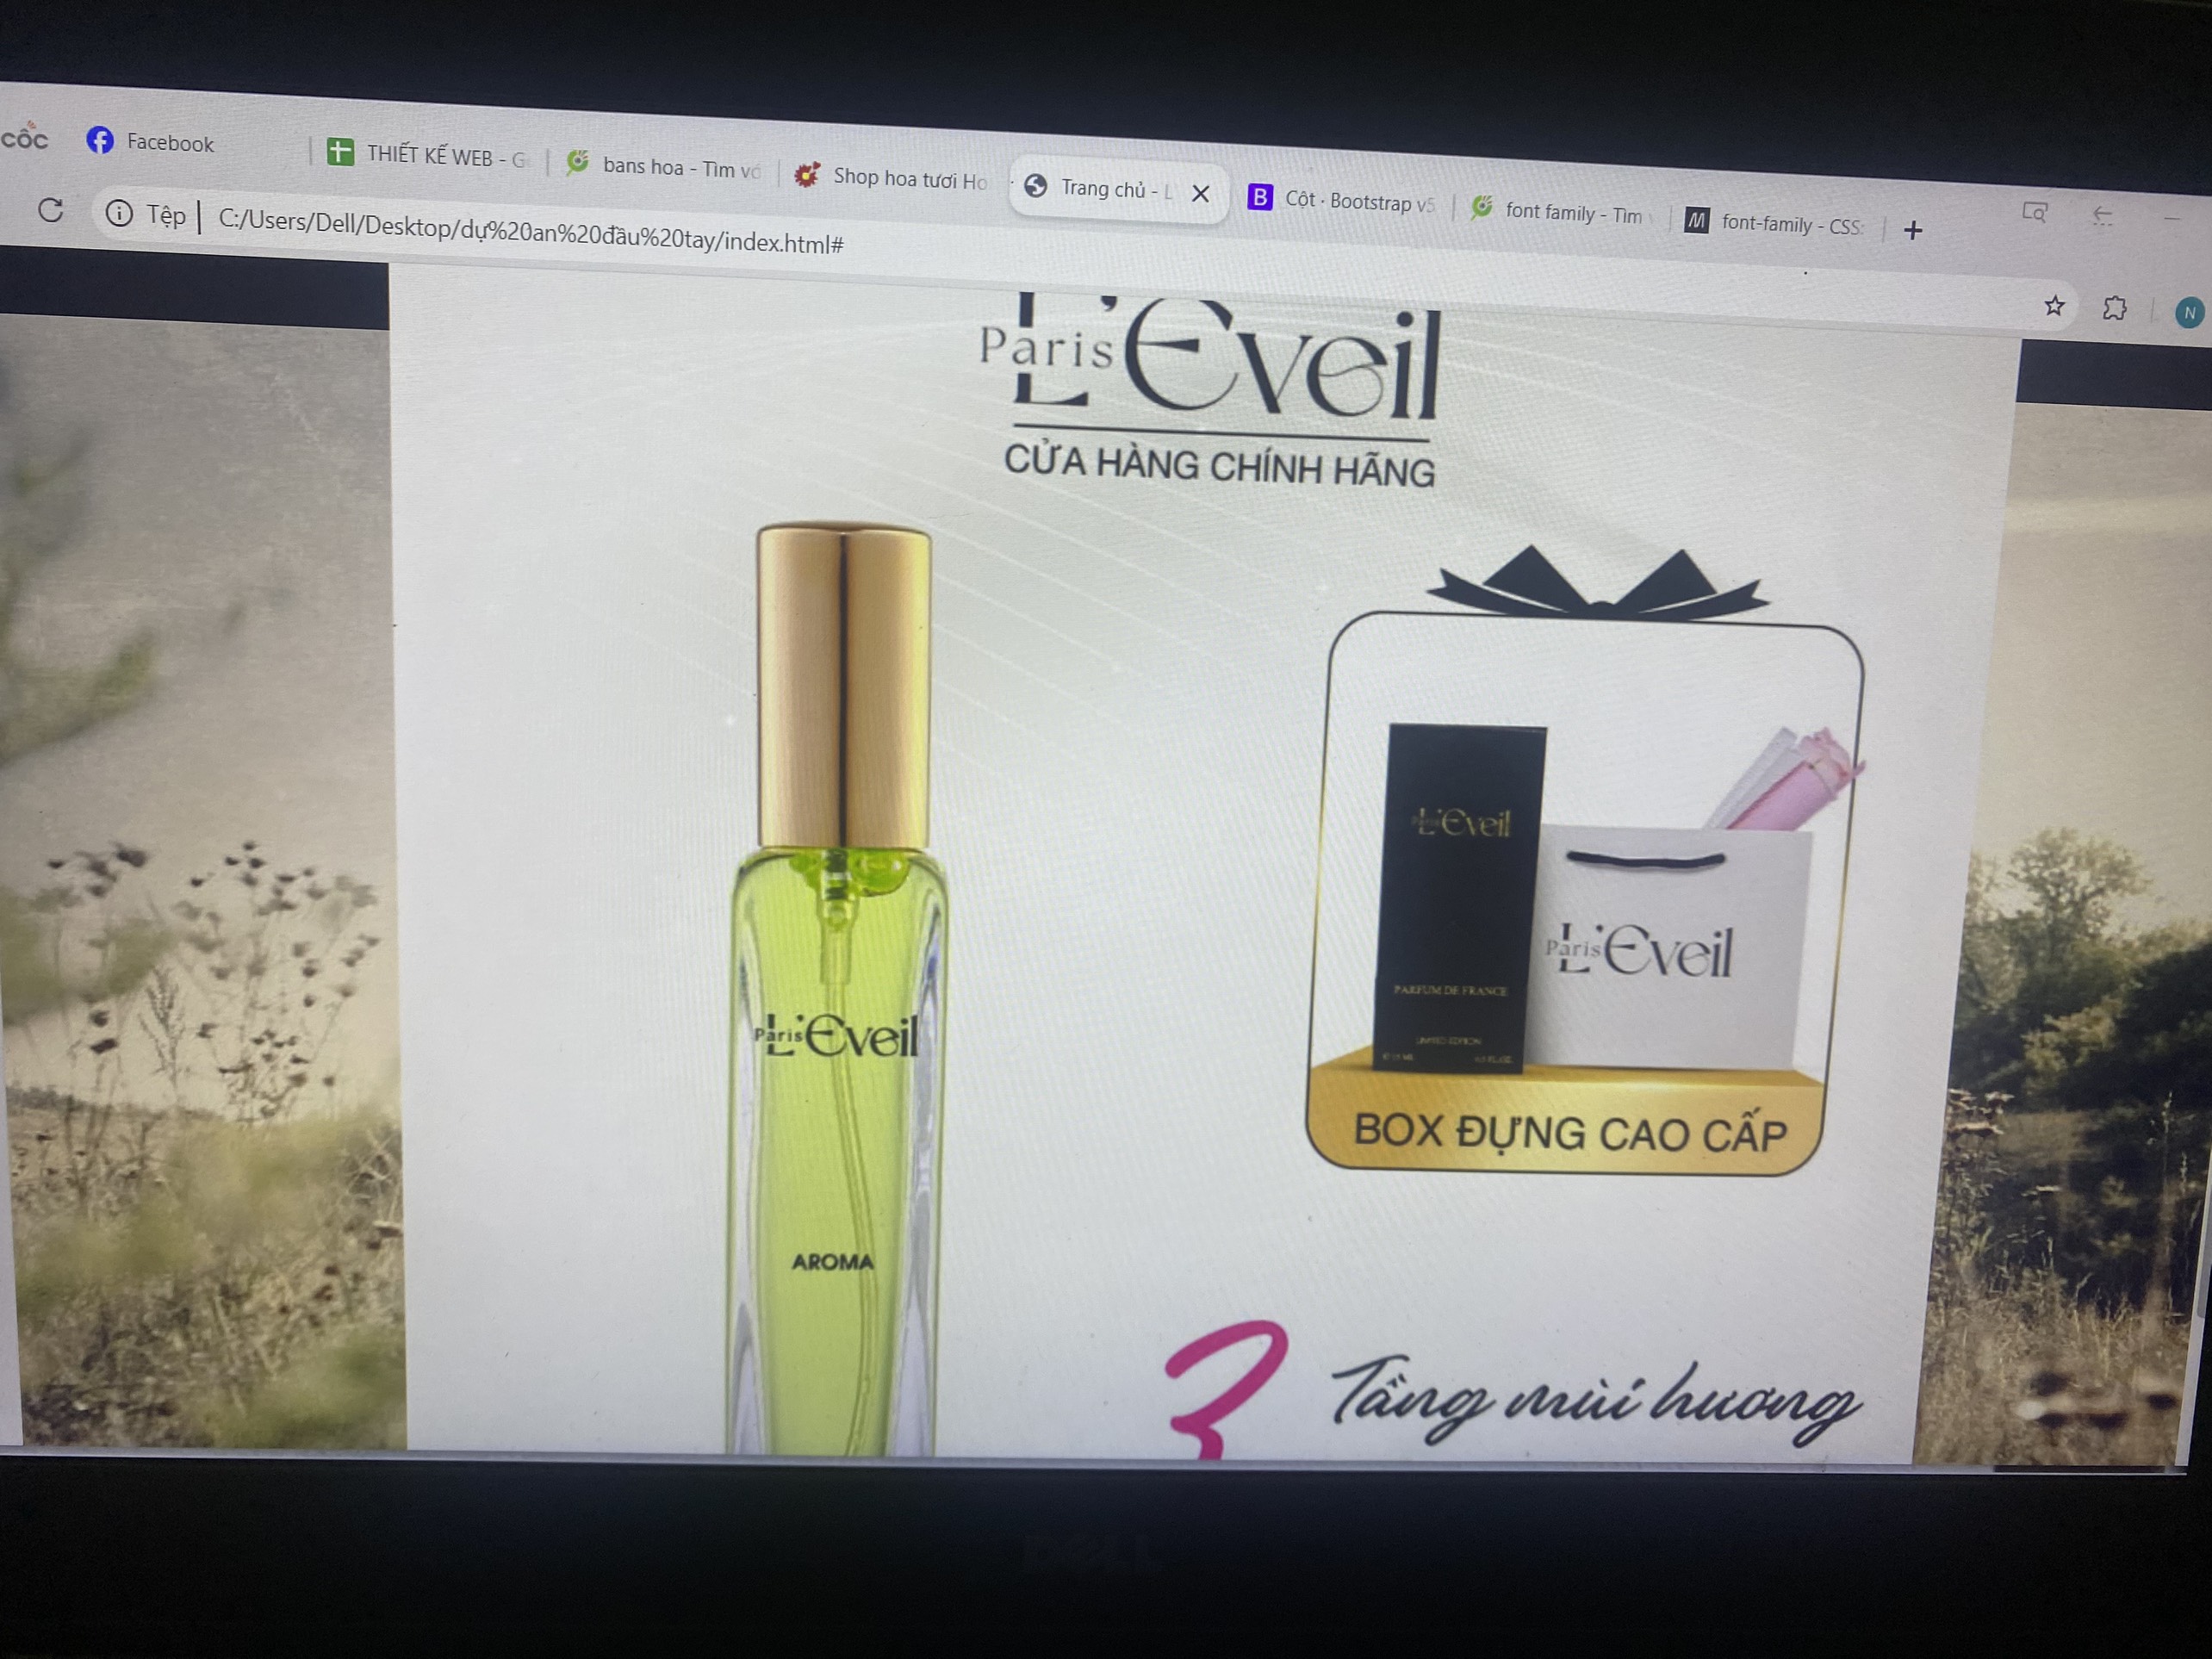 cốc
Facebook
THIẾT KẾ WEB - G
bans hoa - Tìm vớ
Shop hoa tươi Ho
Trang chủ - L
B
Cột · Bootstrap v5
font family - Tìm
M
font-family - CSS:
Tệp
C:/Users/Dell/Desktop/dự%20an%20đầu%20tay/index.html#
N
L'Eveil
Paris
CỬA HÀNG CHÍNH HÃNG
L'Eveil
PARFUM DE FRANCE
LIMITED EDITION
L'Eveil
Paris
BOX ĐỰNG CAO CẤP
L'Eveil
Paris
AROMA
3 Tầng mùi hương
DELL